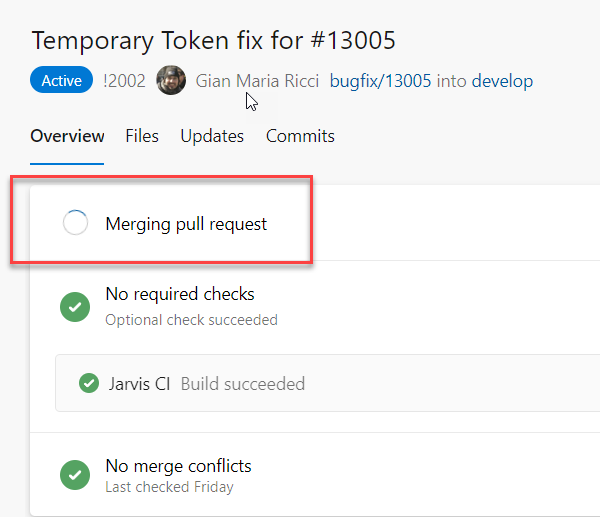 Temporary Token fix for #13005
Active !2002 Gian Maria Ricci bugfix/13005 into develop
Overview Files Updates Commits
Merging pull request
No required checks
Optional check succeeded
Jarvis CI Build succeeded
No merge conflicts
Last checked Friday